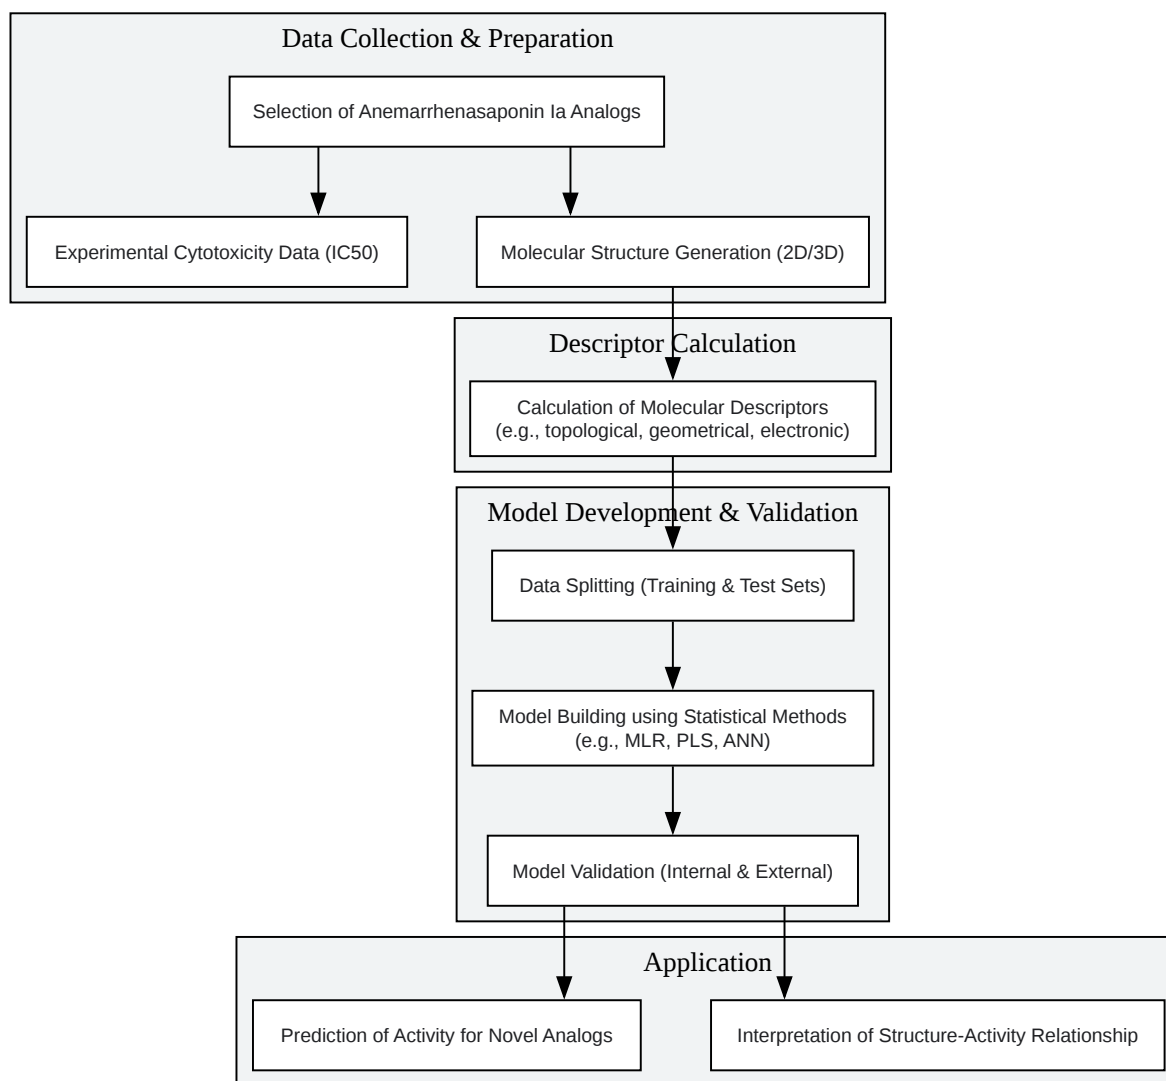 Data Collection & Preparation
Selection of Anemarrhenasaponin Ia Analogs
Experimental Cytotoxicity Data (IC50)
Molecular Structure Generation (2D/3D)
Descriptor Calculation
Calculation of Molecular Descriptors
(e.g., topological, geometrical, electronic)
Model Development & Validation
Data Splitting (Training & Test Sets)
Model Building using Statistical Methods
(e.g., MLR, PLS, ANN)
Model Validation (Internal & External)
Application
Prediction of Activity for Novel Analogs
Interpretation of Structure-Activity Relationship